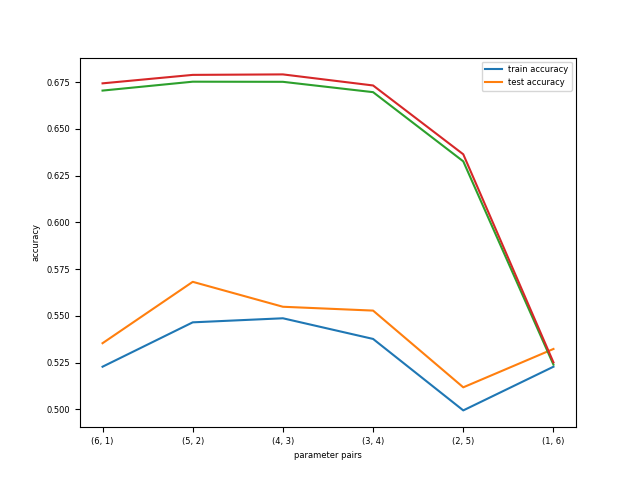 train accuracy
test accuracy
0.675
0.650
0.625
0.600
0.575
0.550
0.525
0.500
accuracy
(6, 1) (5, 2) (4, 3) (3, 4) (2, 5) (1, 6)
parameter pairs